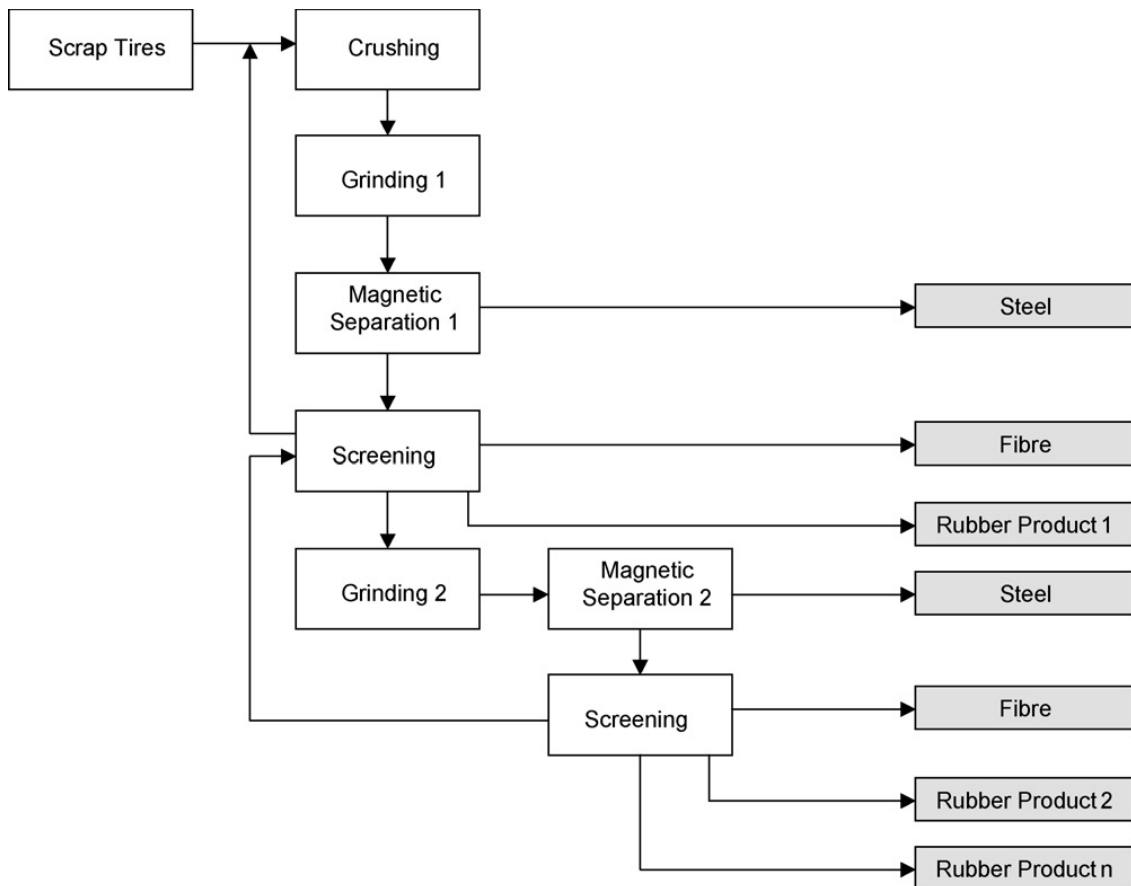 Scrap Tires
Crushing
Grinding 1
Magnetic
Separation 1
Steel
Screening
Fibre
Rubber Product 1
Grinding 2
Magnetic
Separation 2
Steel
Screening
Fibre
Rubber Product 2
Rubber Product n